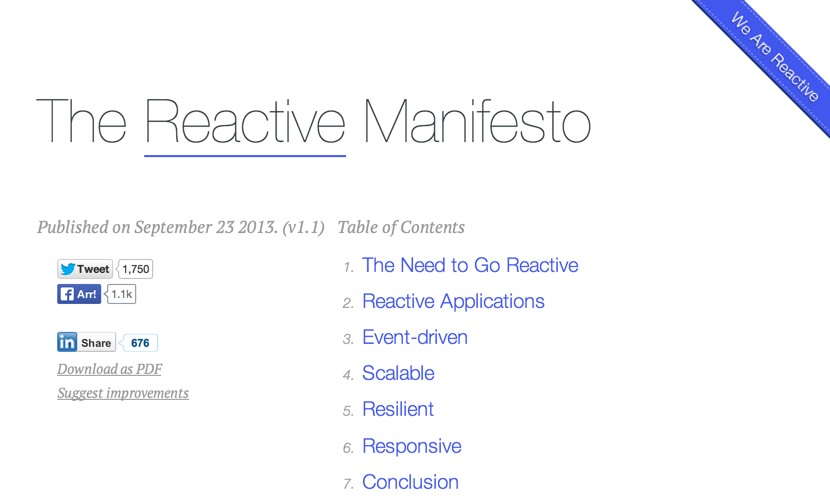 We Are Reactive
The Reactive Manifesto
Published on September 23 2013. (v1.1)
Tweet 1,750
Arr! 1.1k
in Share 676
Download as PDF
Suggest improvements
Table of Contents
1. The Need to Go Reactive
2. Reactive Applications
3. Event-driven
4. Scalable
5. Resilient
6. Responsive
7. Conclusion